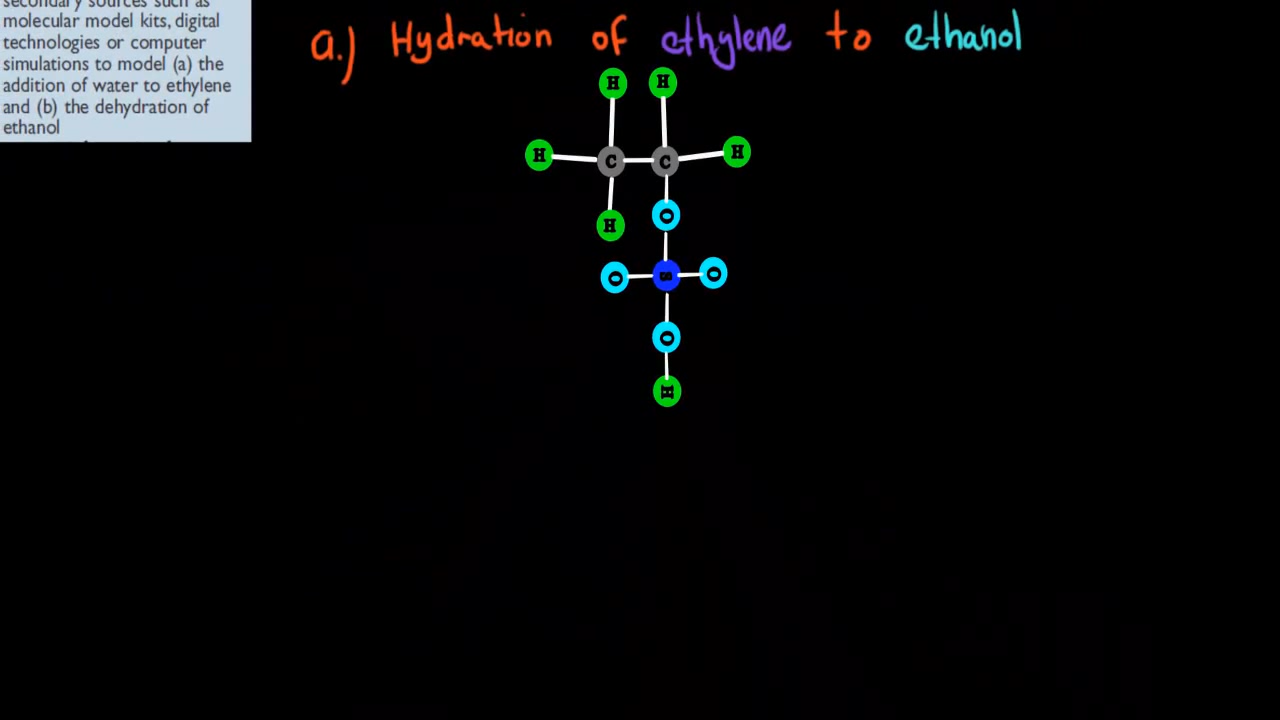 secondary sources such as
molecular model kits, digital
technologies or computer
simulations to model (a) the
addition of water to ethylene
and (b) the dehydration of
ethanol
a.) Hydration of ethylene to ethanol
H H
H C C H
O
H
O S O
O
H